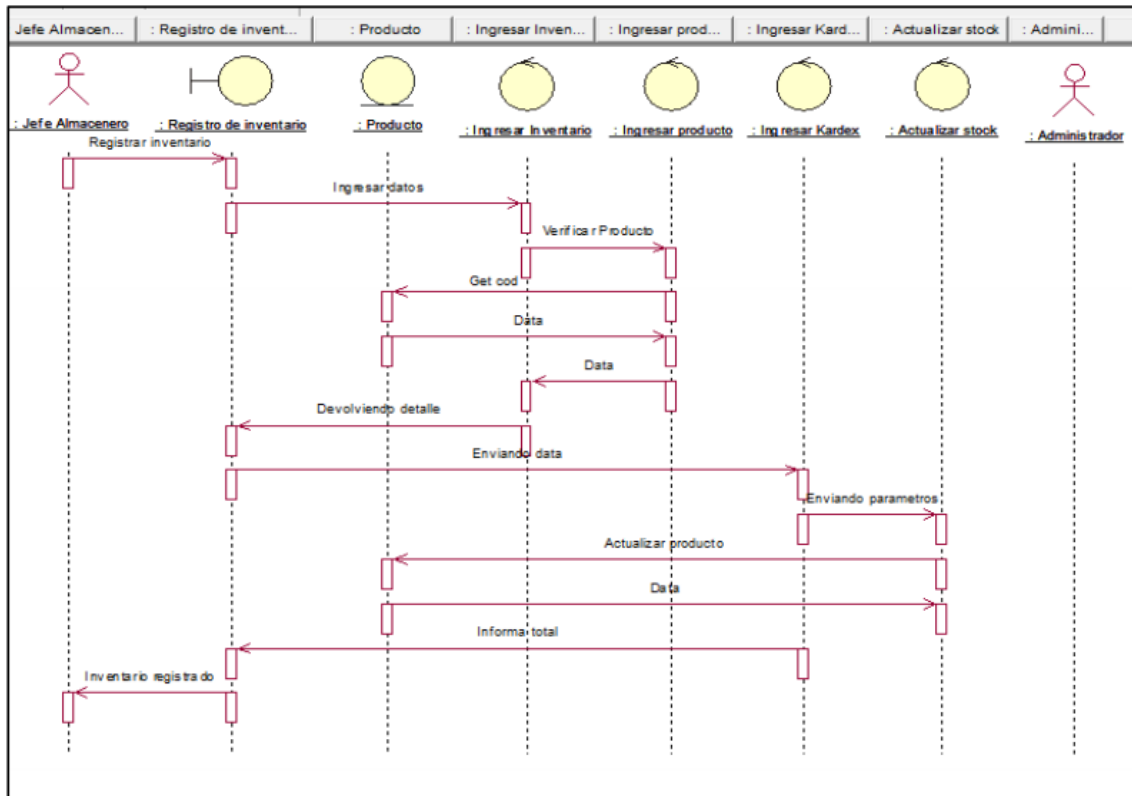 Jefe Almacen...
: Registro de invent...
: Producto
: Ingresar Inven...
: Ingresar prod...
: Ingresar Kard...
: Actualizar stock
: Admini...
: Jefe Almacenero
: Registro de inventario
: Producto
: Ingresar Inventario
: Ingresar producto
: Ingresar Kardex
: Actualizar stock
: Administrador
Registrar inventario
Ingresar datos
Verificar Producto
Get cod
Data
Data
Devolviendo detalle
Enviando data
Enviando parametros
Actualizar producto
Data
Informa total
Inventario registrado